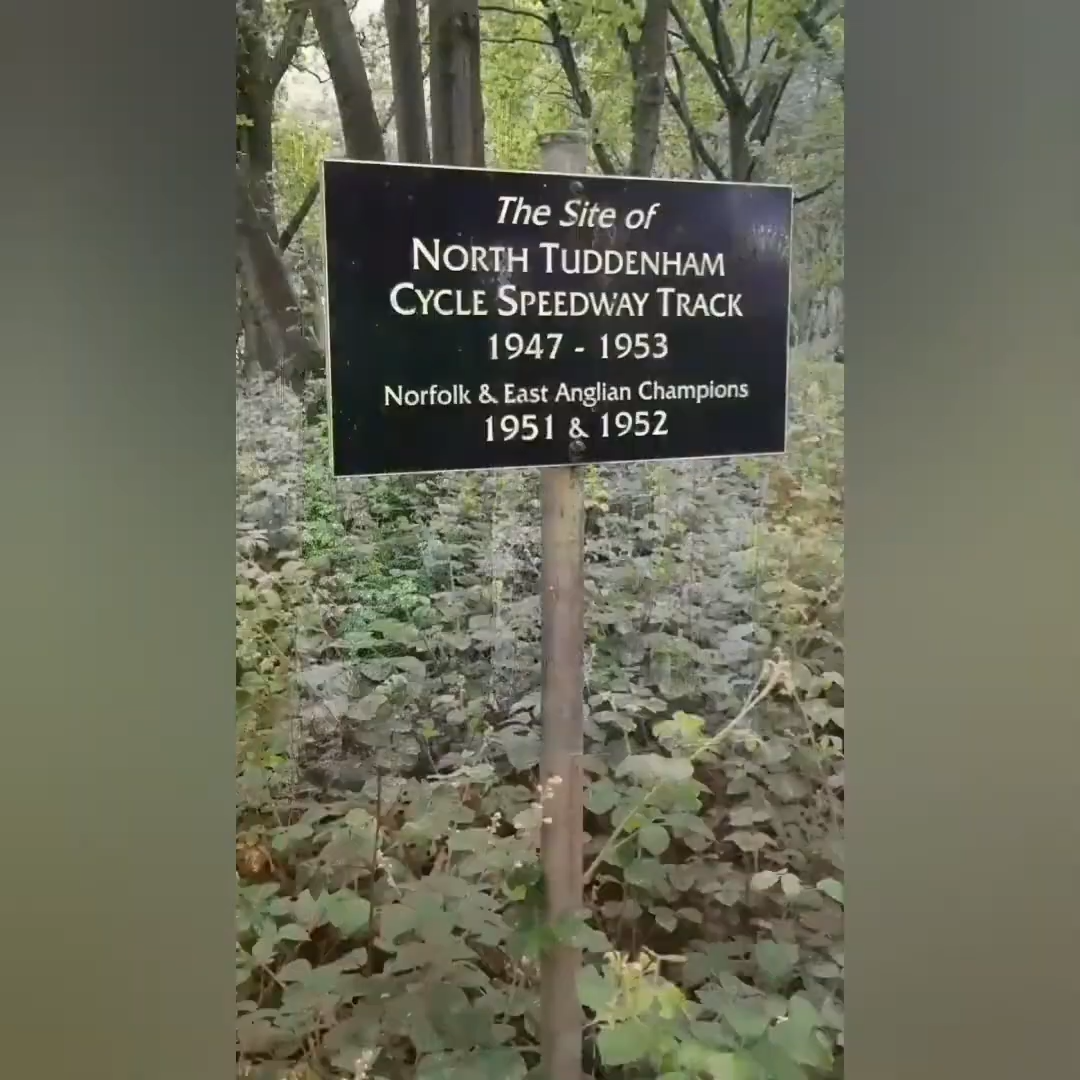 The Site of
NORTH TUDDENHAM
CYCLE SPEEDWAY TRACK
1947 - 1953
Norfolk & East Anglian Champions
1951 & 1952